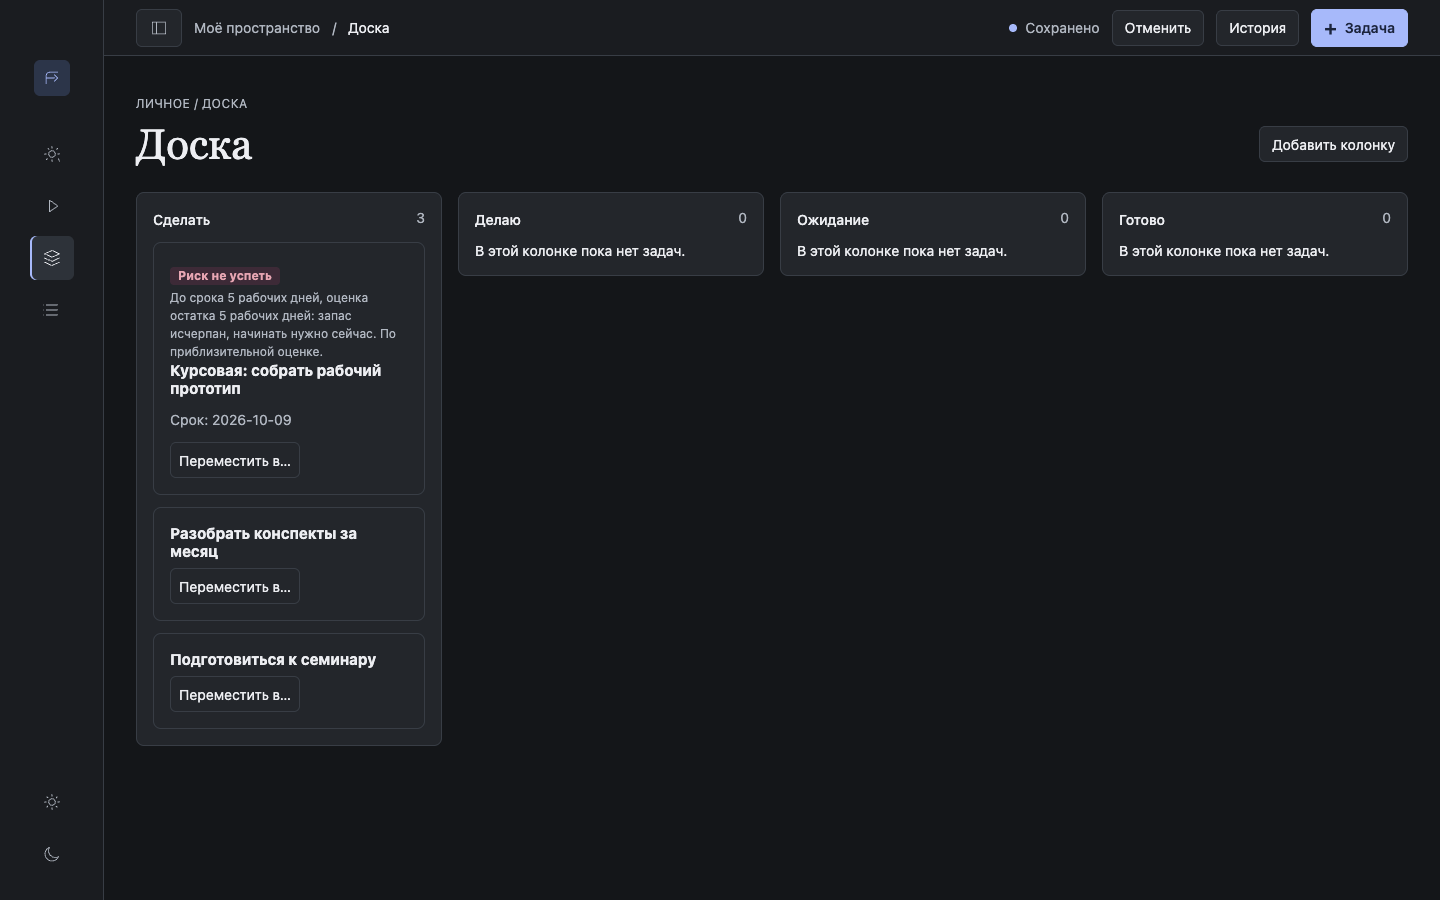 Моё пространство / Доска
Сохранено
Отменить
История
+ Задача
ЛИЧНОЕ / ДОСКА
Доска
Добавить колонку
Сделать 3
Риск не успеть
До срока 5 рабочих дней, оценка
остатка 5 рабочих дней: запас
исчерпан, начинать нужно сейчас. По
приблизительной оценке.
Курсовая: собрать рабочий
прототип
Срок: 2026-10-09
Переместить в...
Разобрать конспекты за
месяц
Переместить в...
Подготовиться к семинару
Переместить в...
Делаю 0
В этой колонке пока нет задач.
Ожидание 0
В этой колонке пока нет задач.
Готово 0
В этой колонке пока нет задач.